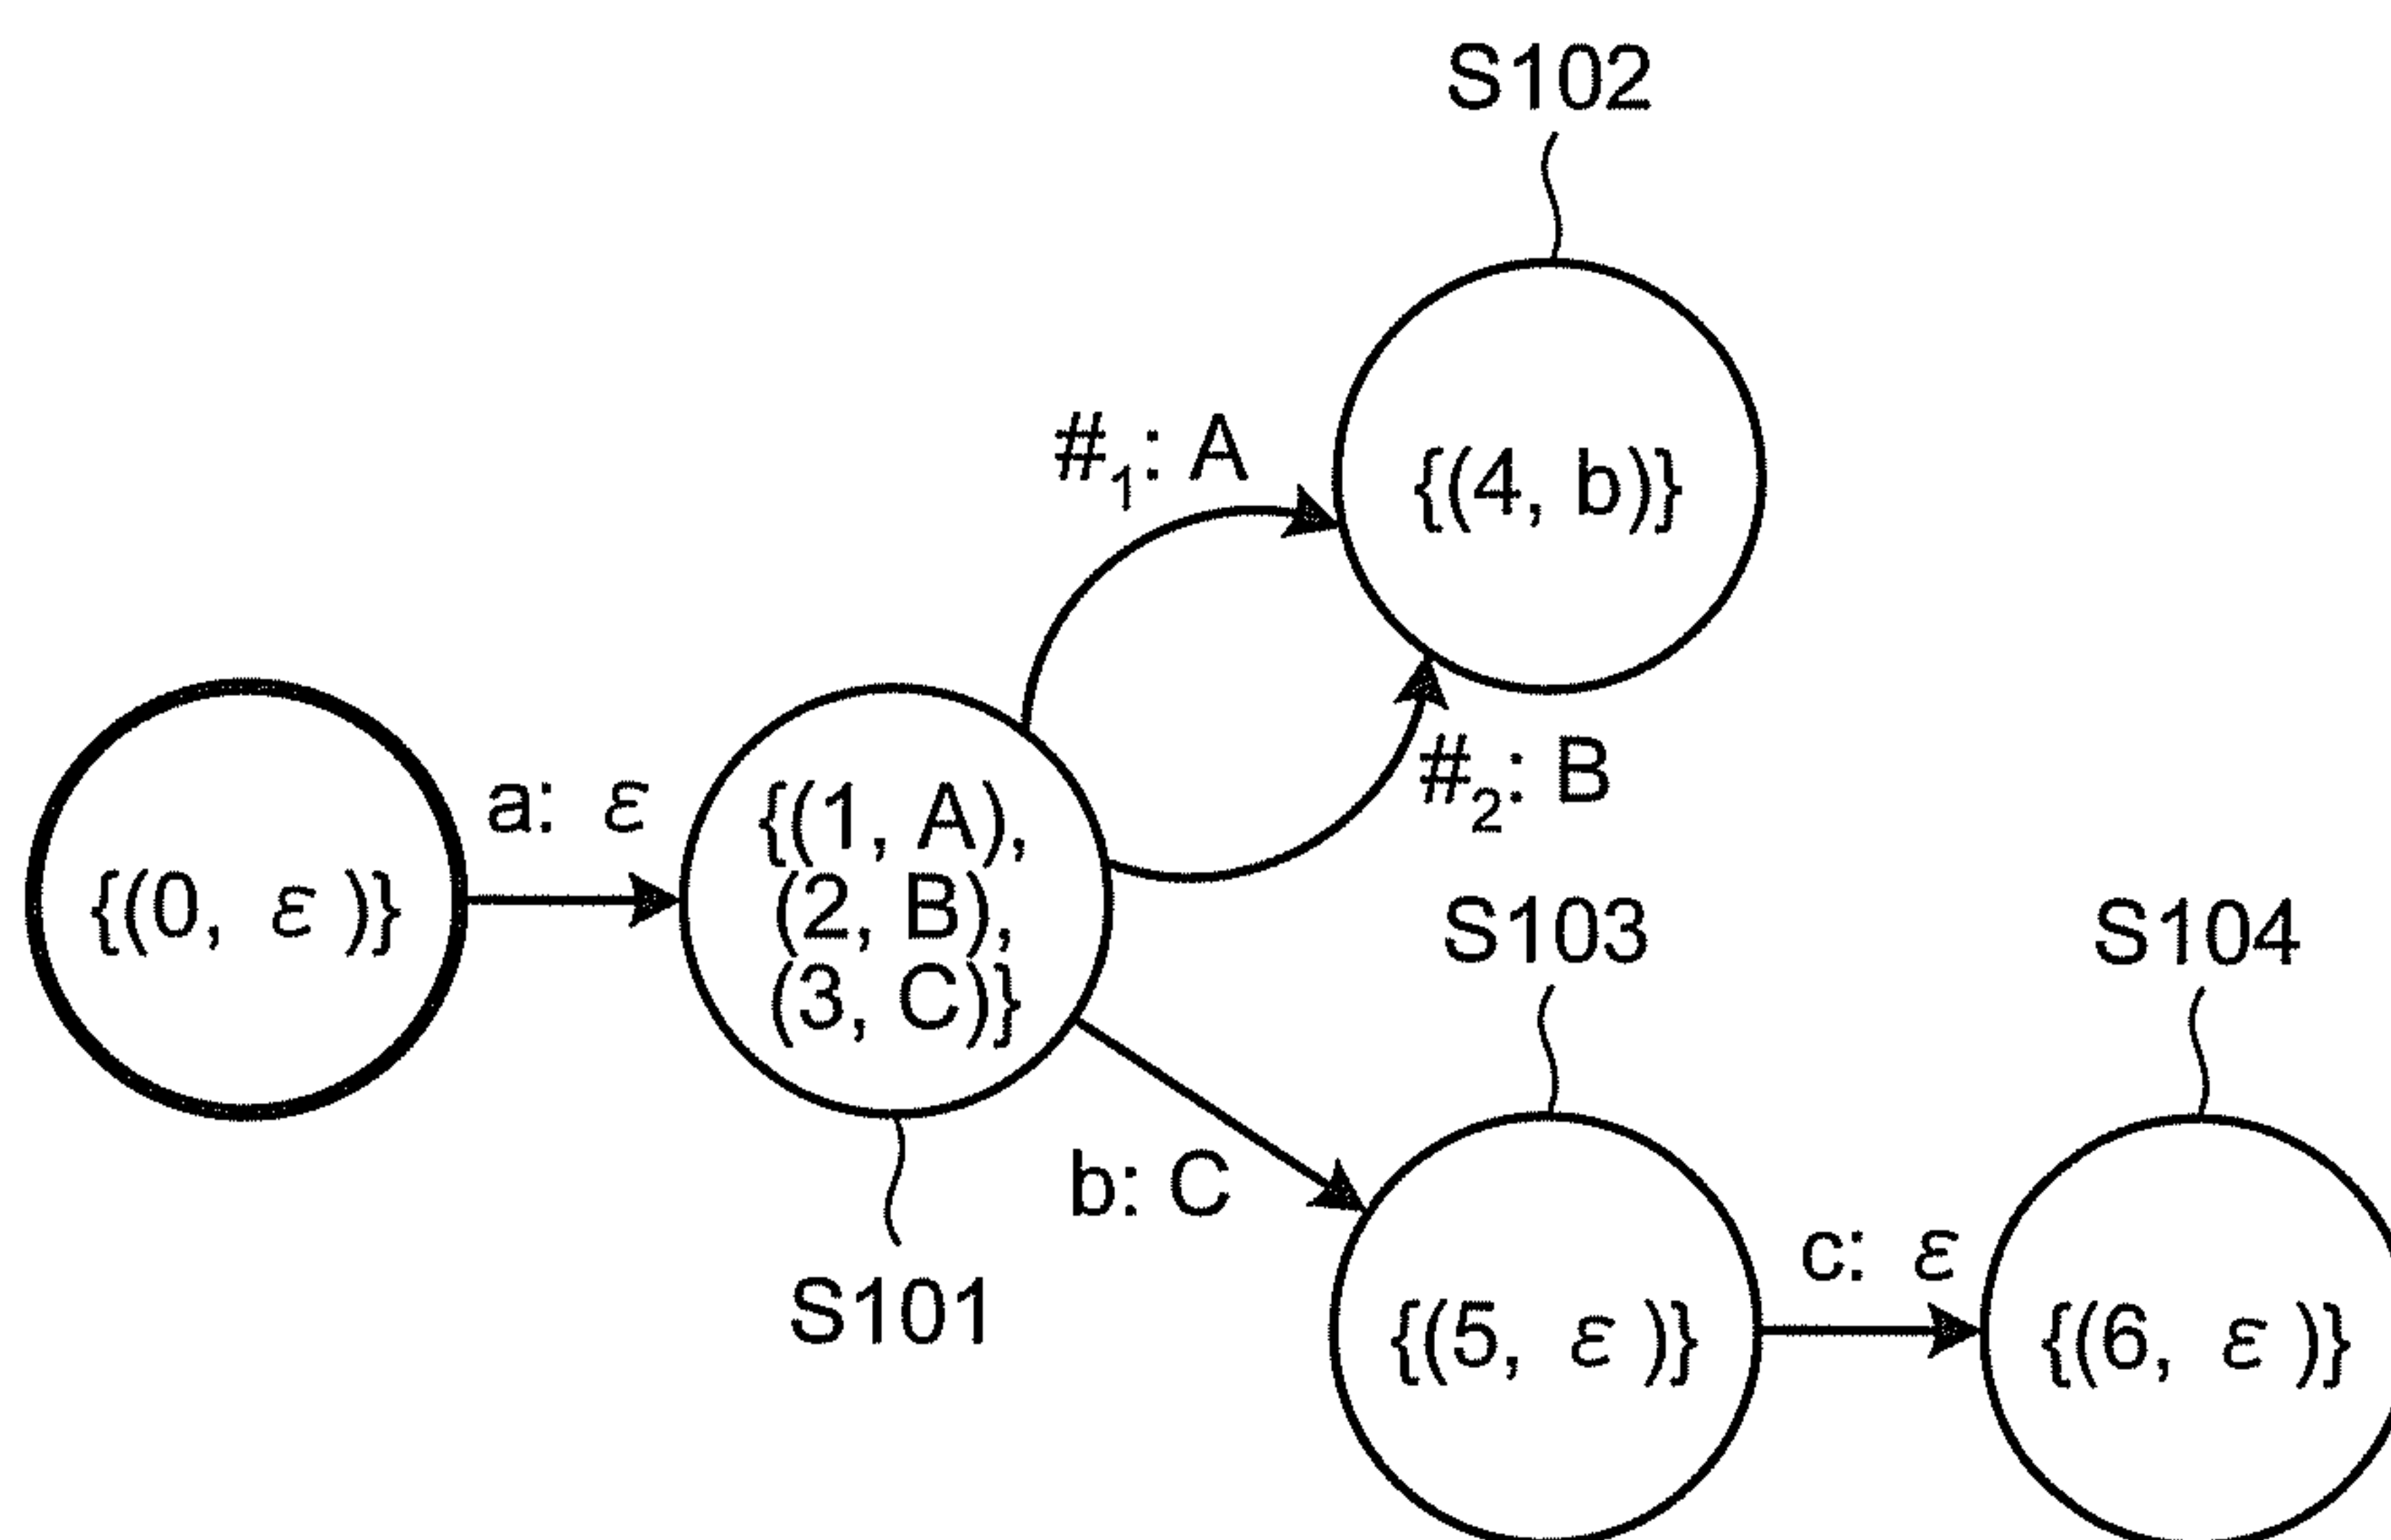 S102
#₁: A
{(4, b)}
#₂: B
a: ε
{(0, ε )}
{(1, A),
(2, B),
(3, C)}
S103
S104
b: C
c: ε
S101
{(5, ε )}
{(6, ε )}